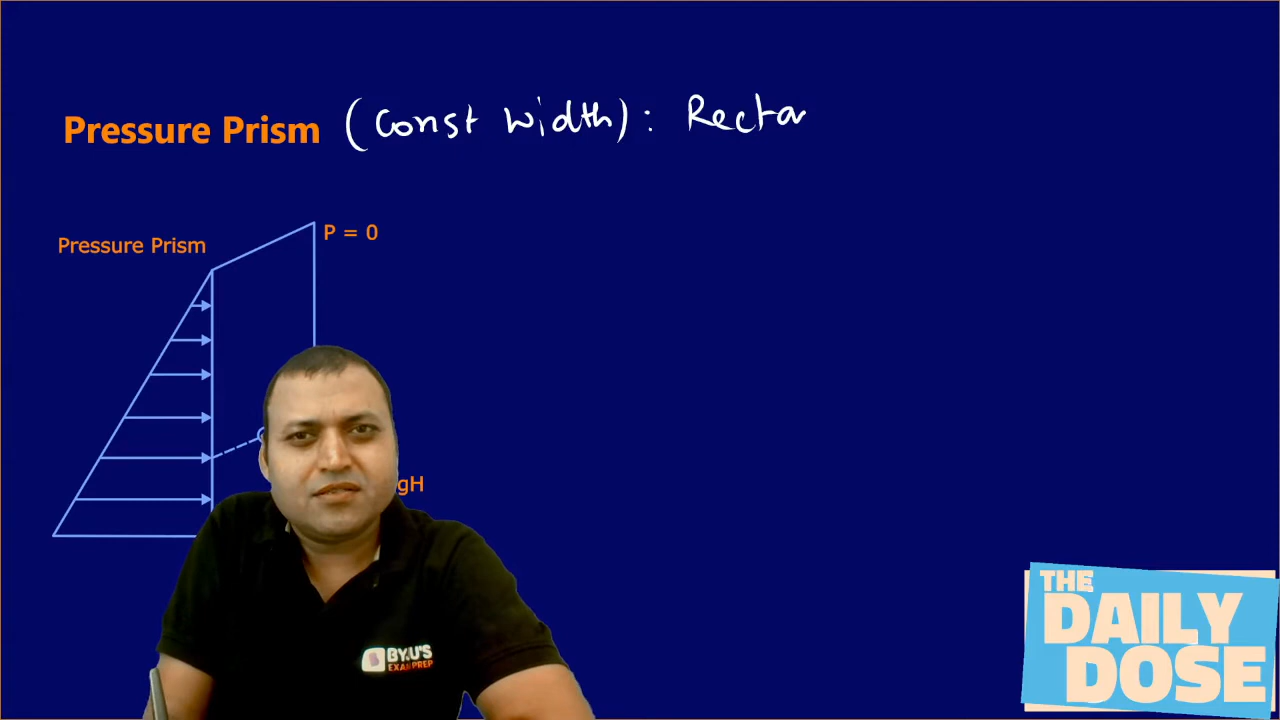 Pressure Prism (Const Width): Recta
Pressure Prism
P = 0
gH
BYJU'S
EXAM PREP
THE
DAILY
DOSE